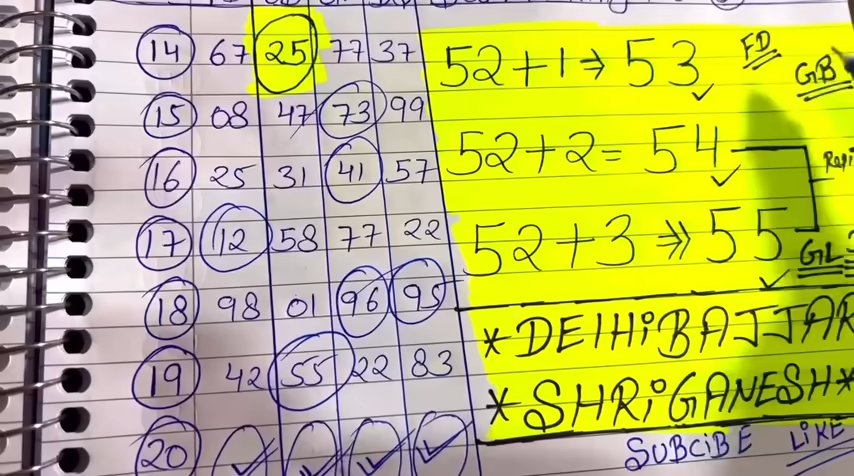 14 67 25 77 37
15 08 47 73 99
16 25 31 41 57
17 12 58 77 22
18 98 01 96 95
19 42 55 22 83
20
52+1⇒53 FD
GB
52+2=54
52+3⇒55
GL
*DElHiBAJJAR
*SHRiGANESH*
SUBCiBE LiKE